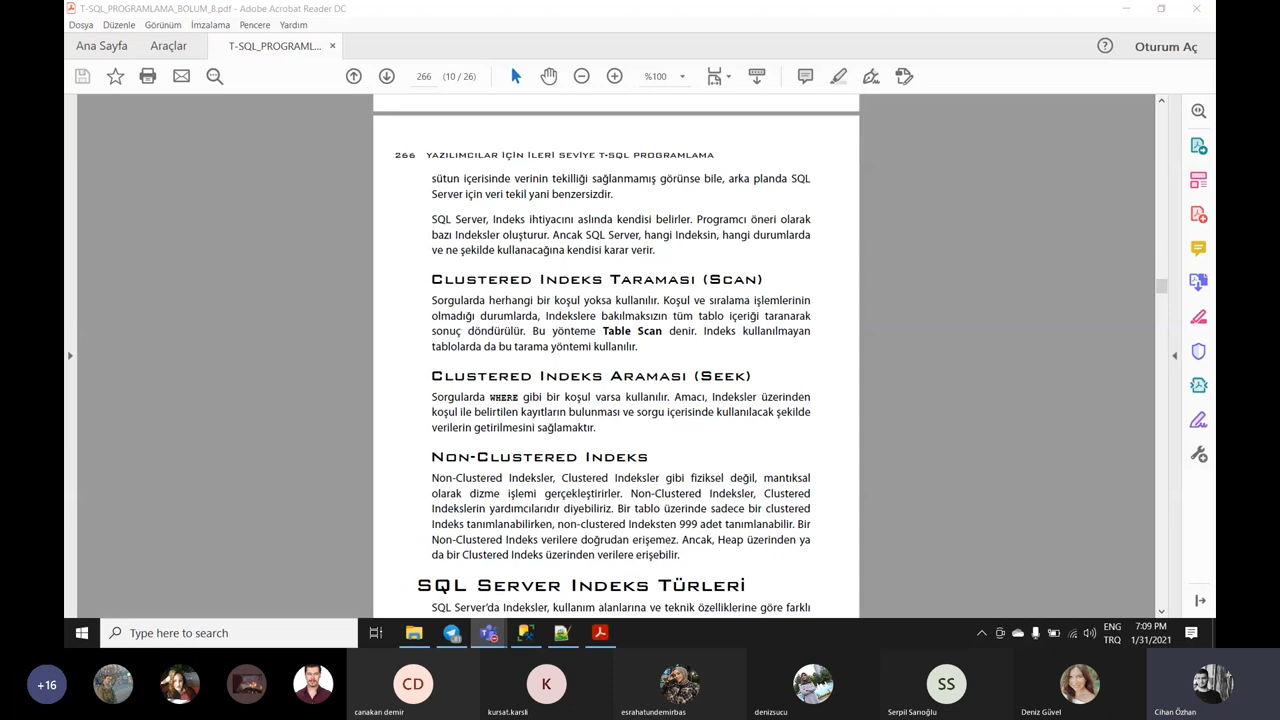 T-SQL_PROGRAMLAMA_BOLUM_8.pdf - Adobe Acrobat Reader DC
Dosya Düzenle Görünüm İmzalama Pencere Yardım
Ana Sayfa Araçlar T-SQL_PROGRAML... × Oturum Aç
266 (10 / 26) %100
266 YAZILIMCILAR İÇİN İLERİ SEVİYE T-SQL PROGRAMLAMA
sütun içerisinde verinin tekilliği sağlanmamış görünse bile, arka planda SQL
Server için veri tekil yani benzersizdir.
SQL Server, Indeks ihtiyacını aslında kendisi belirler. Programcı öneri olarak
bazı Indeksler oluşturur. Ancak SQL Server, hangi Indeksin, hangi durumlarda
ve ne şekilde kullanacağına kendisi karar verir.
CLUSTERED INDEKS TARAMASI (SCAN)
Sorgularda herhangi bir koşul yoksa kullanılır. Koşul ve sıralama işlemlerinin
olmadığı durumlarda, Indekslere bakılmaksızın tüm tablo içeriği taranarak
sonuç döndürülür. Bu yönteme Table Scan denir. Indeks kullanılmayan
tablolarda da bu tarama yöntemi kullanılır.
CLUSTERED INDEKS ARAMASI (SEEK)
Sorgularda WHERE gibi bir koşul varsa kullanılır. Amacı, Indeksler üzerinden
koşul ile belirtilen kayıtların bulunması ve sorgu içerisinde kullanılacak şekilde
verilerin getirilmesini sağlamaktır.
NON-CLUSTERED INDEKS
Non-Clustered Indeksler, Clustered Indeksler gibi fiziksel değil, mantıksal
olarak dizme işlemi gerçekleştirirler. Non-Clustered Indeksler, Clustered
Indekslerin yardımcılarıdır diyebiliriz. Bir tablo üzerinde sadece bir clustered
Indeks tanımlanabilirken, non-clustered Indeksten 999 adet tanımlanabilir. Bir
Non-Clustered Indeks verilere doğrudan erişemez. Ancak, Heap üzerinden ya
da bir Clustered Indeks üzerinden verilere erişebilir.
SQL SERVER INDEKS TÜRLERİ
SQL Server'da Indeksler, kullanım alanlarına ve teknik özelliklerine göre farklı
Type here to search
ENG 7:09 PM
TRQ 1/31/2021
+16 CD K SS
canakan demir kursat.karsli esrahatundemirbas denizsucu Serpil Sarıoğlu Deniz Güvel Cihan Özhan